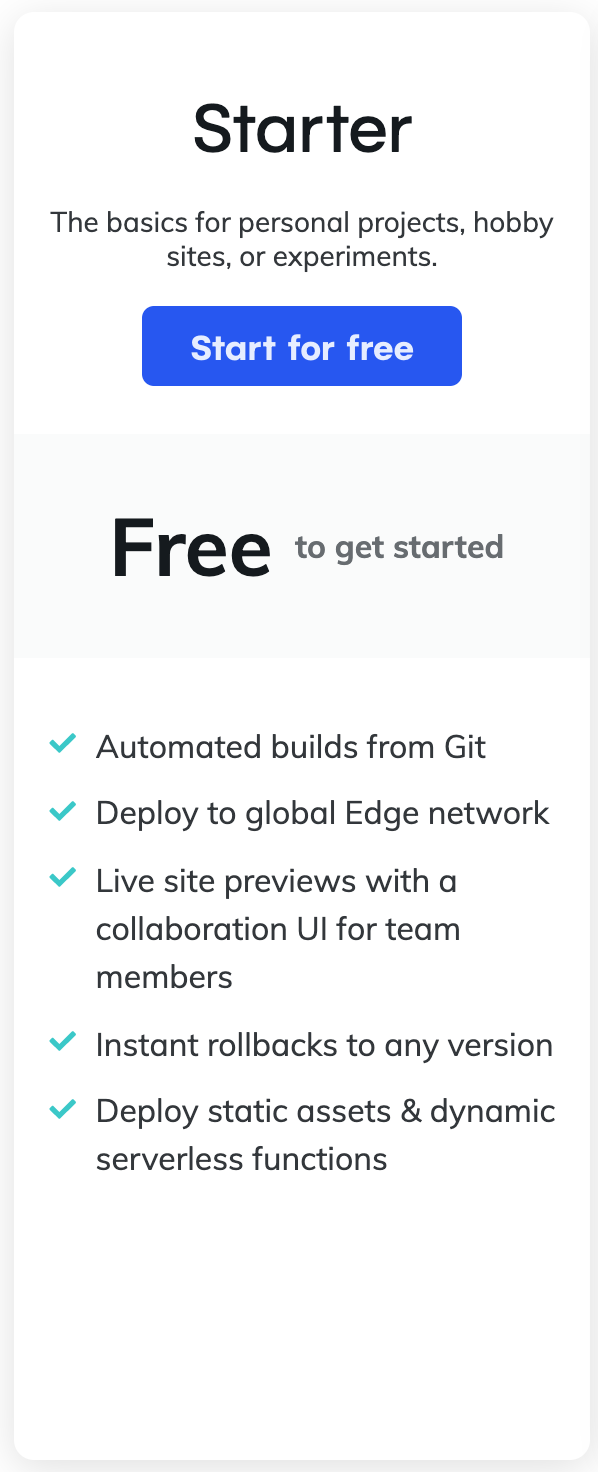 Starter
The basics for personal projects, hobby
sites, or experiments.
Start for free
Free to get started
Automated builds from Git
Deploy to global Edge network
Live site previews with a
collaboration UI for team
members
Instant rollbacks to any version
Deploy static assets & dynamic
serverless functions